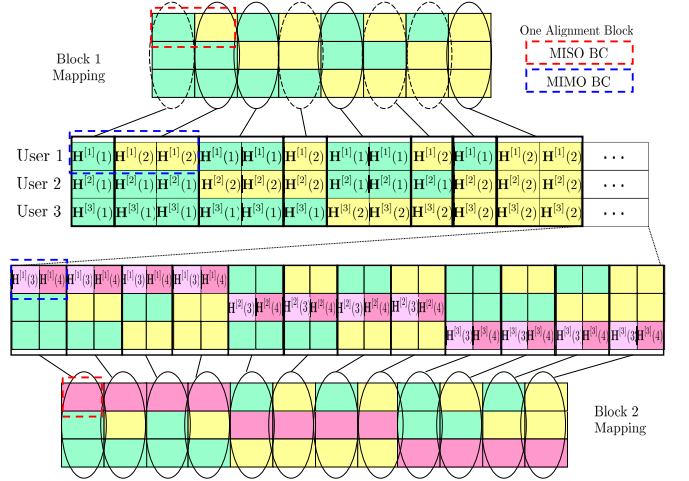 One Alignment Block
MISO BC
MIMO BC
Block 1
Mapping
User 1 H^[1](1) H^[1](2) H^[1](2) H^[1](1) H^[1](1) H^[1](2) H^[1](1) H^[1](1) H^[1](2) H^[1](1) H^[1](2) H^[1](2) ···
User 2 H^[2](1) H^[2](1) H^[2](1) H^[2](2) H^[2](2) H^[2](2) H^[2](1) H^[2](1) H^[2](1) H^[2](2) H^[2](2) H^[2](2) ···
User 3 H^[3](1) H^[3](1) H^[3](1) H^[3](1) H^[3](1) H^[3](1) H^[3](2) H^[3](2) H^[3](2) H^[3](2) H^[3](2) H^[3](2) ···
H^[1](3) H^[1](4) H^[1](3) H^[1](4) H^[1](3) H^[1](4) H^[1](3) H^[1](4)
H^[2](3) H^[2](4) H^[2](3) H^[2](4) H^[2](3) H^[2](4) H^[2](3) H^[2](4)
H^[3](3) H^[3](4) H^[3](3) H^[3](4) H^[3](3) H^[3](4) H^[3](3) H^[3](4)
Block 2
Mapping